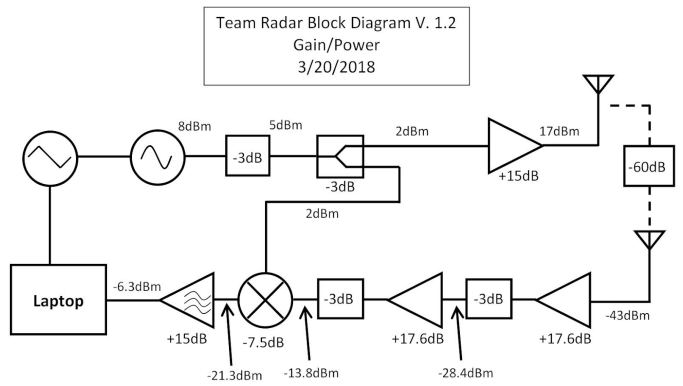 Team Radar Block Diagram V. 1.2
Gain/Power
3/20/2018
8dBm
5dBm
2dBm
17dBm
-3dB
-3dB
+15dB
-60dB
2dBm
Laptop
-6.3dBm
+15dB
-7.5dB
-3dB
+17.6dB
-3dB
+17.6dB
-43dBm
-21.3dBm
-13.8dBm
-28.4dBm